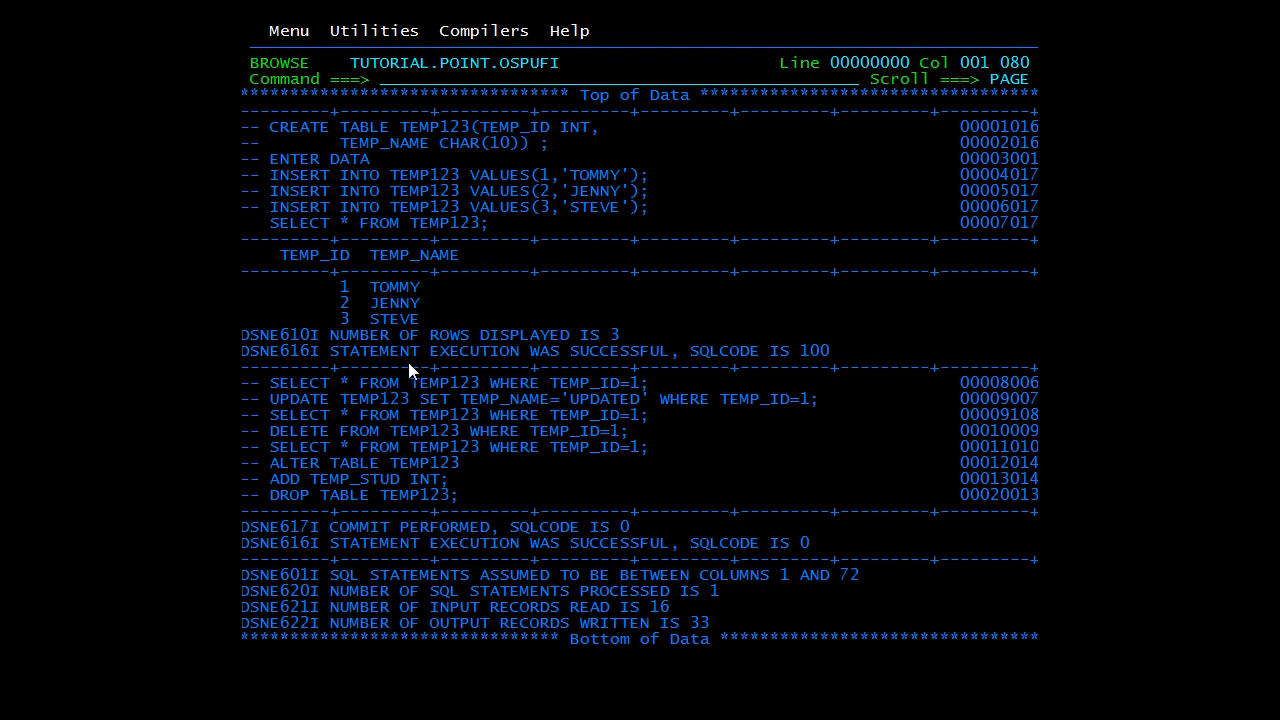 Menu  Utilities  Compilers  Help
BROWSE    TUTORIAL.POINT.OSPUFI                      Line 00000000 Col 001 080
Command ===>                                                  Scroll ===> PAGE
********************************* Top of Data **********************************
---------+---------+---------+---------+---------+---------+---------+---------+
-- CREATE TABLE TEMP123(TEMP_ID INT,                                    00001016
--        TEMP_NAME CHAR(10)) ;                                         00002016
-- ENTER DATA                                                           00003001
-- INSERT INTO TEMP123 VALUES(1,'TOMMY');                               00004017
-- INSERT INTO TEMP123 VALUES(2,'JENNY');                               00005017
-- INSERT INTO TEMP123 VALUES(3,'STEVE');                               00006017
   SELECT * FROM TEMP123;                                               00007017
---------+---------+---------+---------+---------+---------+---------+---------+
    TEMP_ID  TEMP_NAME
---------+---------+---------+---------+---------+---------+---------+---------+
          1  TOMMY
          2  JENNY
          3  STEVE
DSNE610I NUMBER OF ROWS DISPLAYED IS 3
DSNE616I STATEMENT EXECUTION WAS SUCCESSFUL, SQLCODE IS 100
---------+---------+---------+---------+---------+---------+---------+---------+
-- SELECT * FROM TEMP123 WHERE TEMP_ID=1;                               00008006
-- UPDATE TEMP123 SET TEMP_NAME='UPDATED' WHERE TEMP_ID=1;              00009007
-- SELECT * FROM TEMP123 WHERE TEMP_ID=1;                               00009108
-- DELETE FROM TEMP123 WHERE TEMP_ID=1;                                 00010009
-- SELECT * FROM TEMP123 WHERE TEMP_ID=1;                               00011010
-- ALTER TABLE TEMP123                                                  00012014
-- ADD TEMP_STUD INT;                                                   00013014
-- DROP TABLE TEMP123;                                                  00020013
---------+---------+---------+---------+---------+---------+---------+---------+
DSNE617I COMMIT PERFORMED, SQLCODE IS 0
DSNE616I STATEMENT EXECUTION WAS SUCCESSFUL, SQLCODE IS 0
---------+---------+---------+---------+---------+---------+---------+---------+
DSNE601I SQL STATEMENTS ASSUMED TO BE BETWEEN COLUMNS 1 AND 72
DSNE620I NUMBER OF SQL STATEMENTS PROCESSED IS 1
DSNE621I NUMBER OF INPUT RECORDS READ IS 16
DSNE622I NUMBER OF OUTPUT RECORDS WRITTEN IS 33
******************************** Bottom of Data ********************************